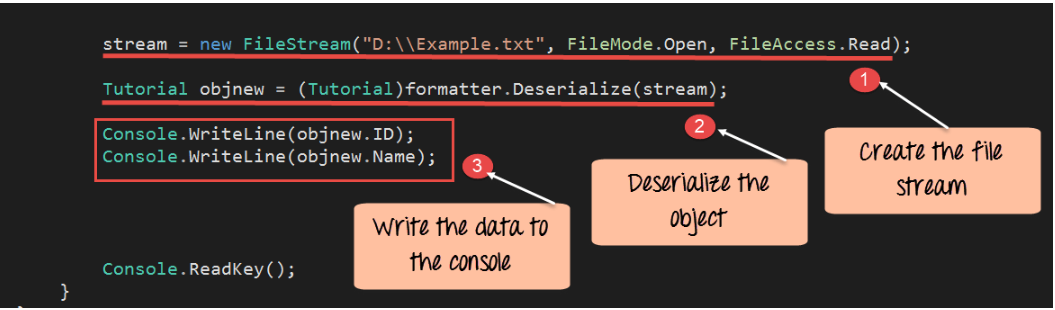 stream = new FileStream("D:\\Example.txt", FileMode.Open, FileAccess.Read);
1
Tutorial objnew = (Tutorial)formatter.Deserialize(stream);
2
Console.WriteLine(objnew.ID);
Console.WriteLine(objnew.Name);
3
Create the file
stream
Deserialize the
object
Write the data to
the console
Console.ReadKey();
}